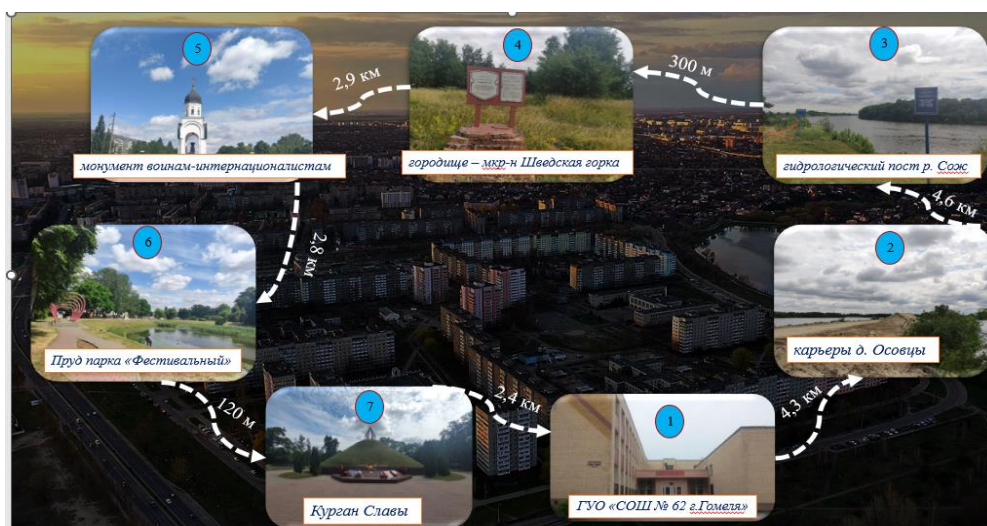 5
4
3
2,9 км
300 м
монумент воинам-интернационалистам
городище – мкр-н Шведская горка
гидрологический пост р. Сож
4,6 км
6
2,8 км
2
Пруд парка «Фестивальный»
карьеры д. Осовцы
120 м
7
2,4 км
1
4,3 км
Курган Славы
ГУО «СОШ № 62 г.Гомеля»